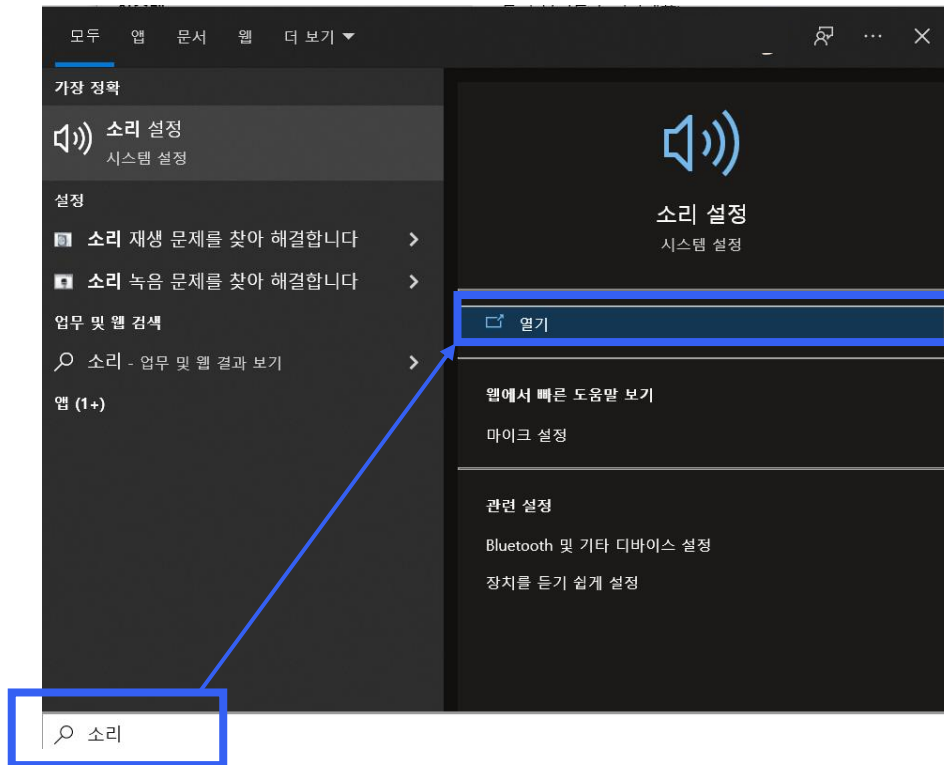 모두 앱 문서 웹 더 보기
가장 정확
소리 설정
시스템 설정
설정
소리 재생 문제를 찾아 해결합니다
소리 녹음 문제를 찾아 해결합니다
업무 및 웹 검색
소리 - 업무 및 웹 결과 보기
앱 (1+)
소리 설정
시스템 설정
열기
웹에서 빠른 도움말 보기
마이크 설정
관련 설정
Bluetooth 및 기타 디바이스 설정
장치를 듣기 쉽게 설정
소리